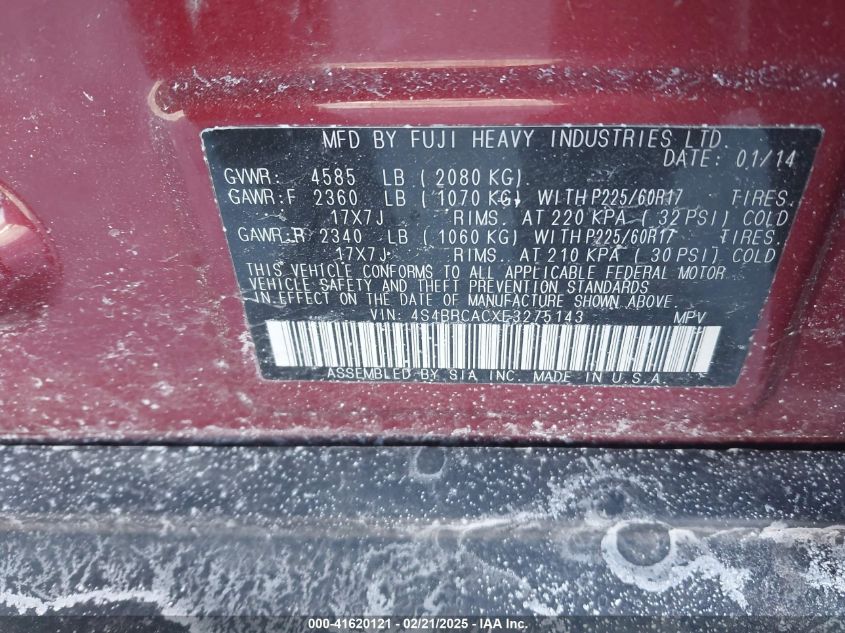 MFD BY FUJI HEAVY INDUSTRIES LTD.
DATE: 01/14
GVWR: 4585 LB (2080 KG)
GAWR:F 2360 LB (1070 KG) WITH P225/60R17 TIRES
17X7J RIMS. AT 220 KPA (32 PSI) COLD
GAWR:R 2340 LB (1060 KG) WITH P225/60R17 TIRES.
17X7J RIMS. AT 210 KPA (30 PSI) COLD
THIS VEHICLE CONFORMS TO ALL APPLICABLE FEDERAL MOTOR
VEHICLE SAFETY AND THEFT PREVENTION STANDARDS
IN EFFECT ON THE DATE OF MANUFACTURE SHOWN ABOVE.
VIN: 4S4BRCACXE3275143 MPV
ASSEMBLED BY SIA INC. MADE IN U.S.A.
000-41620121 - 02/21/2025 - IAA Inc.